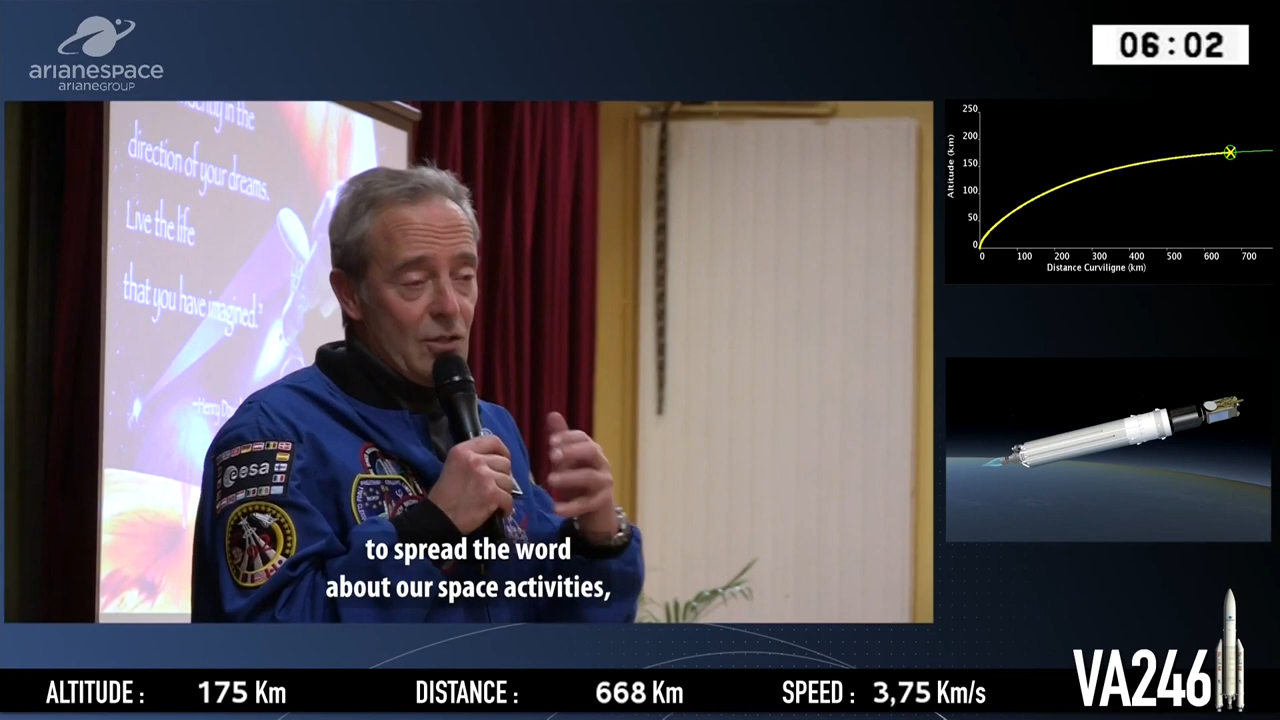 arianespace
arianeGROUP
06:02
direction of your dreams.
Live the life
that you have imagined."
esa
to spread the word
about our space activities,
250
200
150
100
50
0
Altitude (km)
0 100 200 300 400 500 600 700
Distance Curviligne (km)
VA246
ALTITUDE : 175 Km DISTANCE : 668 Km SPEED : 3,75 Km/s